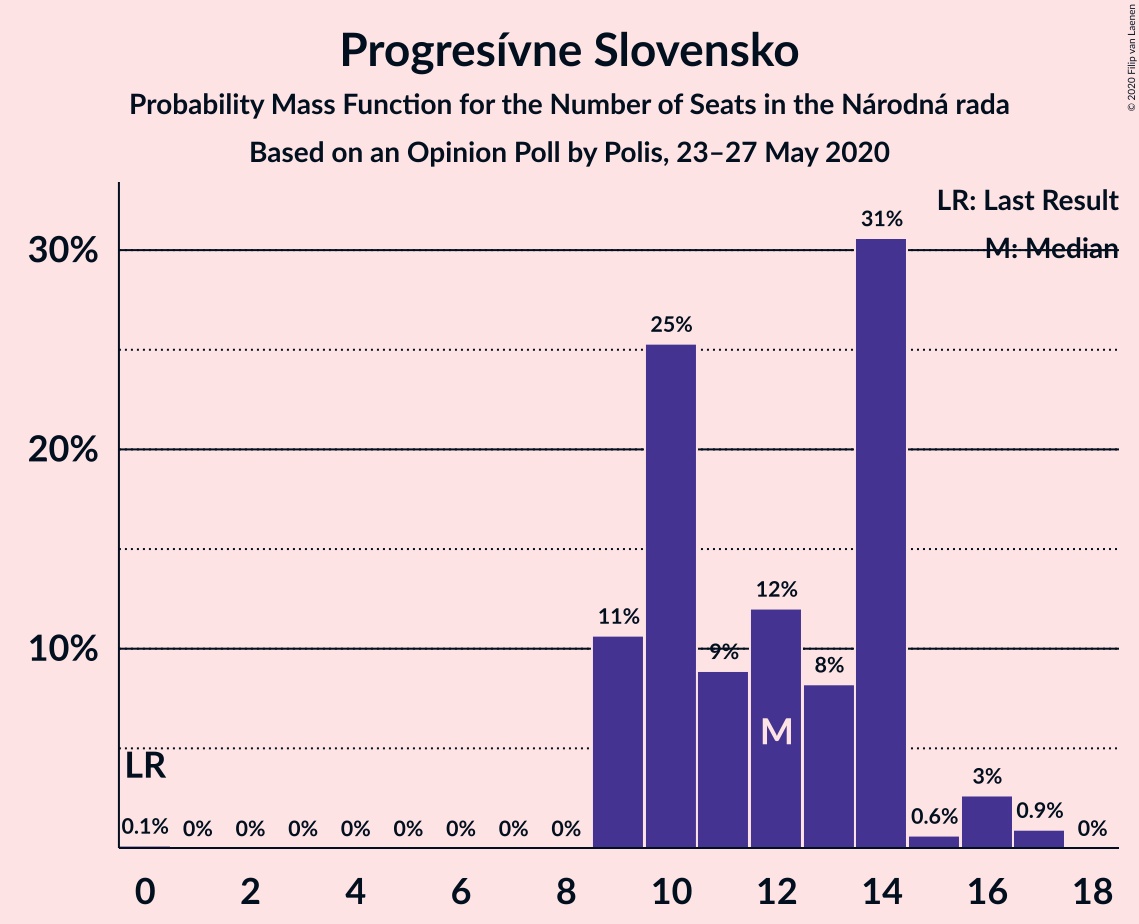 Progresívne Slovensko
Probability Mass Function for the Number of Seats in the Národná rada
Based on an Opinion Poll by Polis, 23–27 May 2020
© 2020 Filip van Laenen
LR: Last Result
M: Median
30%
20%
10%
31%
25%
12%
11%
9%
8%
M
LR
0.1%
0%
0%
0%
0%
0%
0%
0%
0%
0.6%
3%
0.9%
0%
0 2 4 6 8 10 12 14 16 18